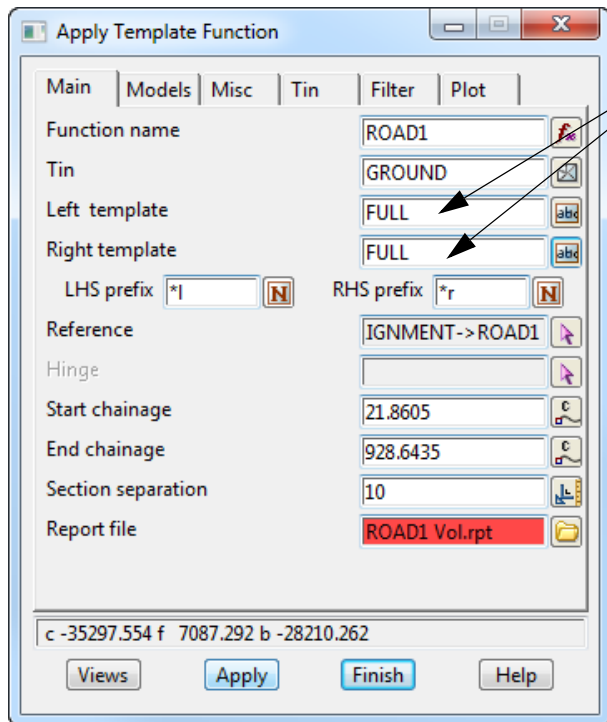 Apply Template Function
Main Models Misc Tin Filter Plot
Function name ROAD1
Tin GROUND
Left template FULL abc
Right template FULL abc
LHS prefix *l N RHS prefix *r N
Reference IGNMENT->ROAD1
Hinge
Start chainage 21.8605 c
End chainage 928.6435 c
Section separation 10
Report file ROAD1 Vol.rpt
c -35297.554 f 7087.292 b -28210.262
Views Apply Finish Help